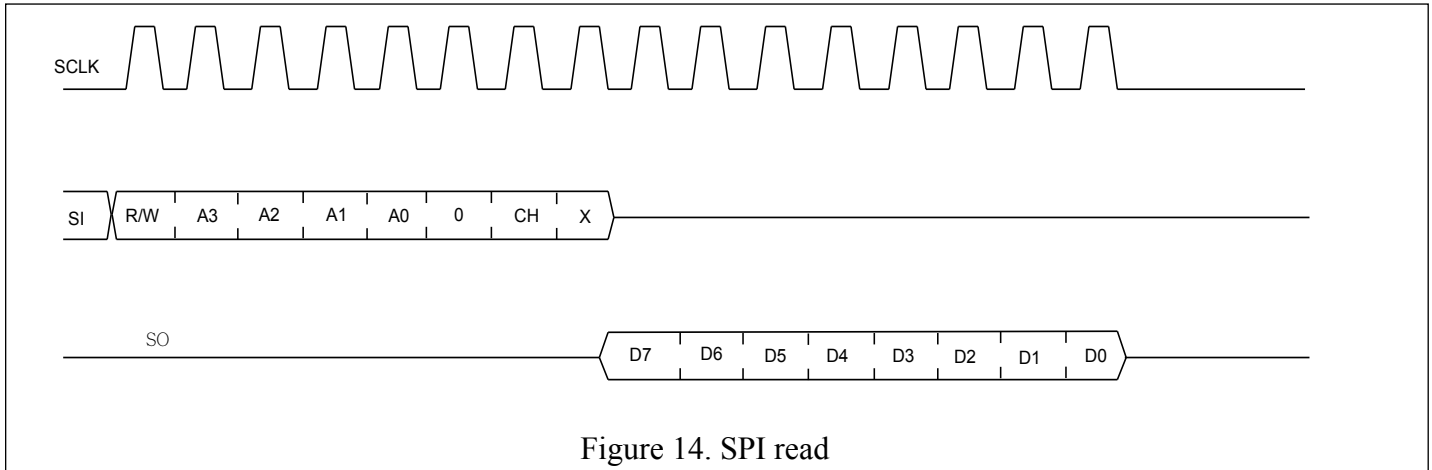 SCLK
SI R/W A3 A2 A1 A0 0 CH X
SO
D7 D6 D5 D4 D3 D2 D1 D0
Figure 14. SPI read